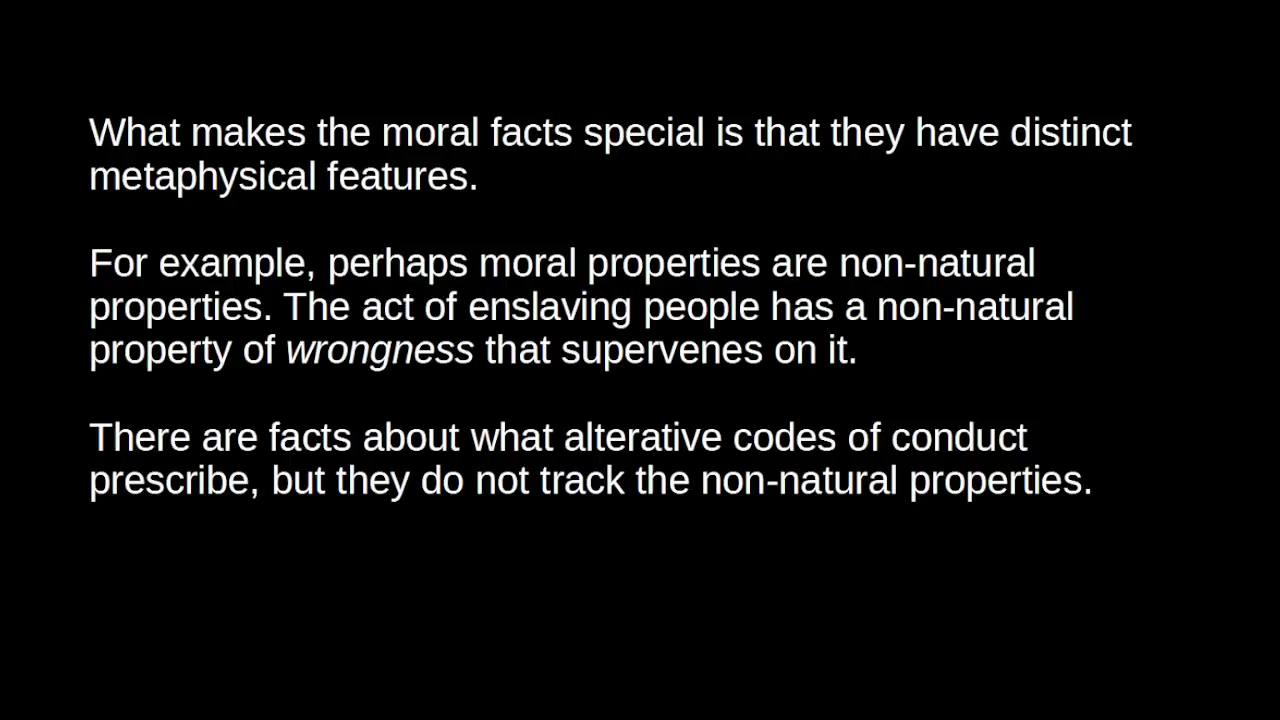 What makes the moral facts special is that they have distinct
metaphysical features.
For example, perhaps moral properties are non-natural
properties. The act of enslaving people has a non-natural
property of wrongness that supervenes on it.
There are facts about what alterative codes of conduct
prescribe, but they do not track the non-natural properties.